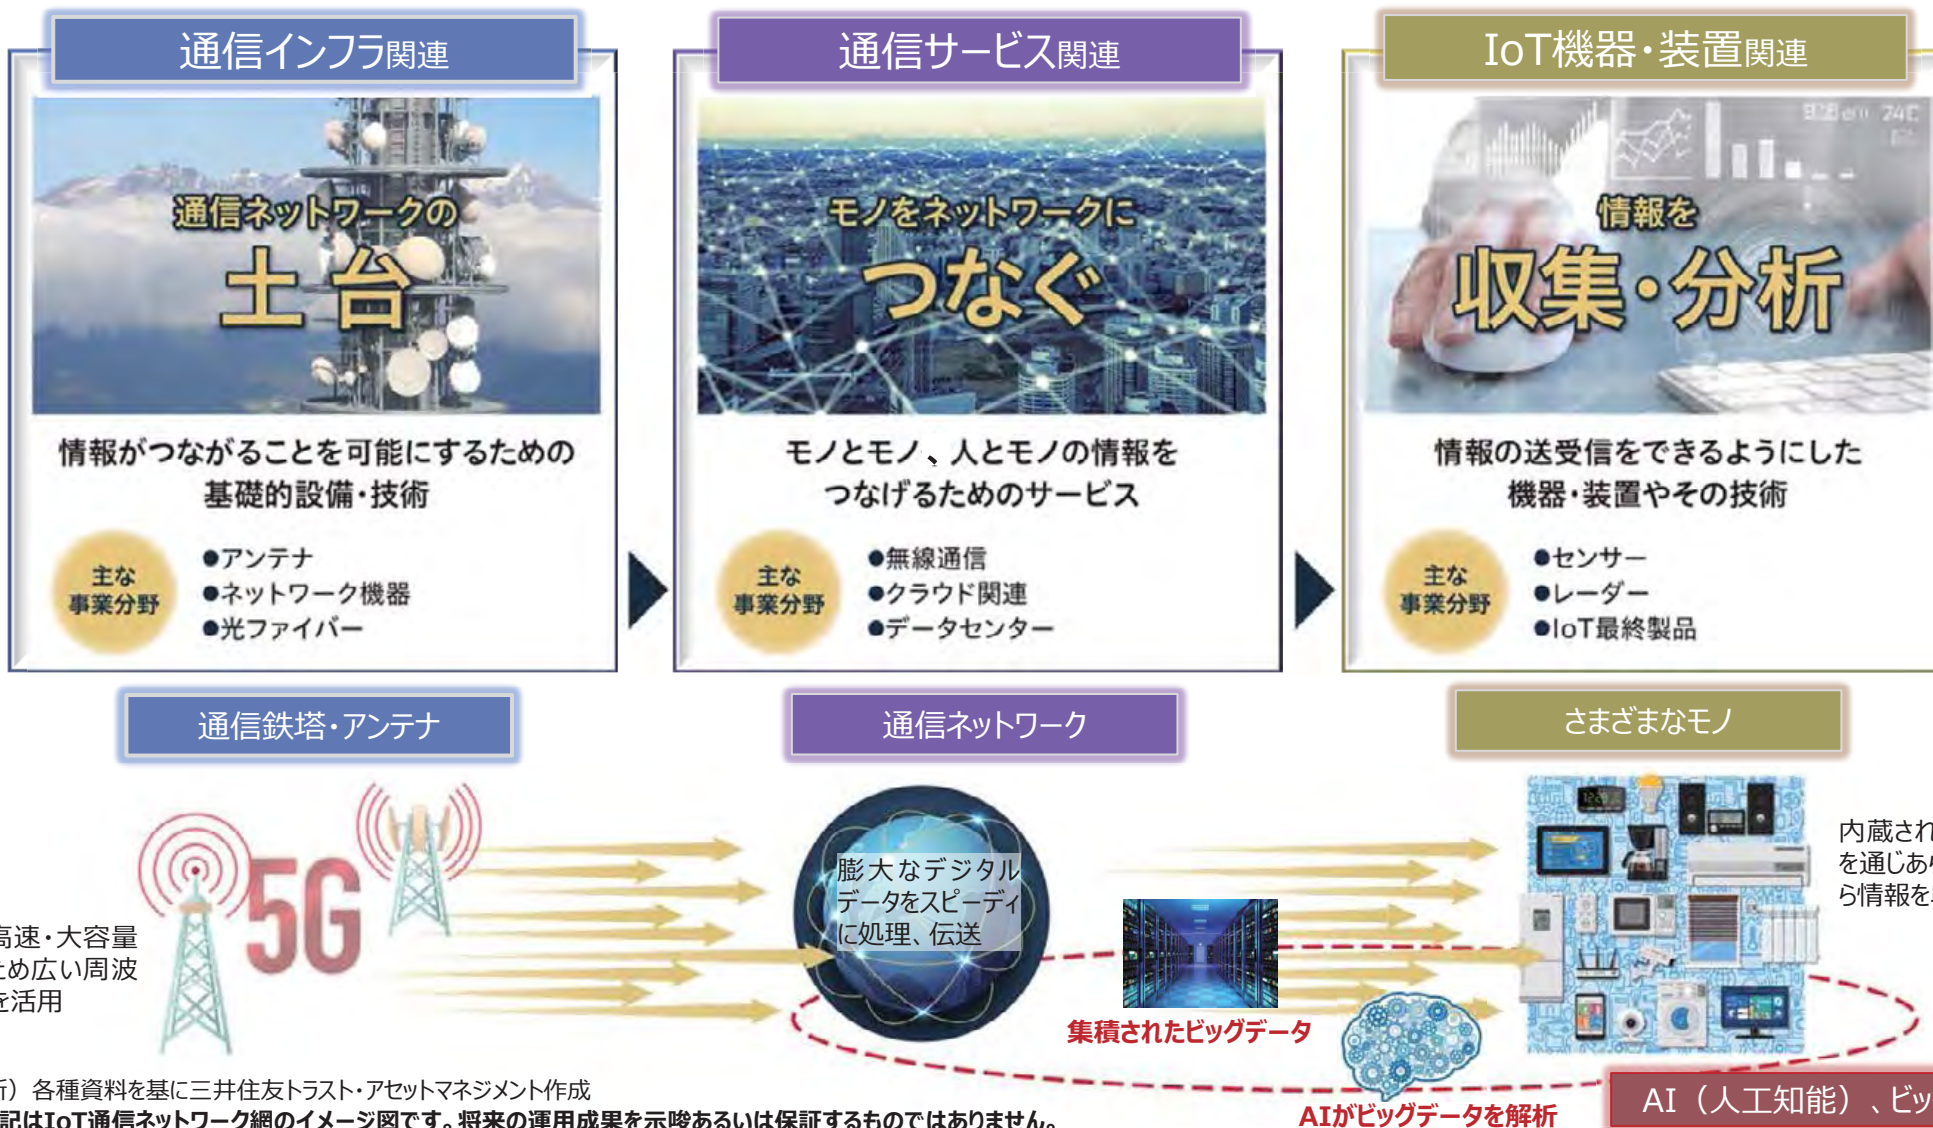 通信インフラ関連
通信ネットワークの
土台
情報がつながることを可能にするための
基礎的設備・技術
主な
事業分野
●アンテナ
●ネットワーク機器
●光ファイバー
通信サービス関連
モノをネットワークに
つなぐ
モノとモノ、人とモノの情報を
つなげるためのサービス
主な
事業分野
●無線通信
●クラウド関連
●データセンター
IoT機器・装置関連
情報を
収集・分析
情報の送受信をできるようにした
機器・装置やその技術
主な
事業分野
●センサー
●レーダー
●IoT最終製品
通信鉄塔・アンテナ
通信ネットワーク
さまざまなモノ
5G
高速・大容量
ため広い周波
を活用
膨大なデジタル
データをスピーディ
に処理、伝送
集積されたビッグデータ
AIがビッグデータを解析
内蔵され
を通じあら
ら情報を
AI（人工知能）、ビッ
所）各種資料を基に三井住友トラスト・アセットマネジメント作成
記はIoT通信ネットワーク網のイメージ図です。将来の運用成果を示唆あるいは保証するものではありません。